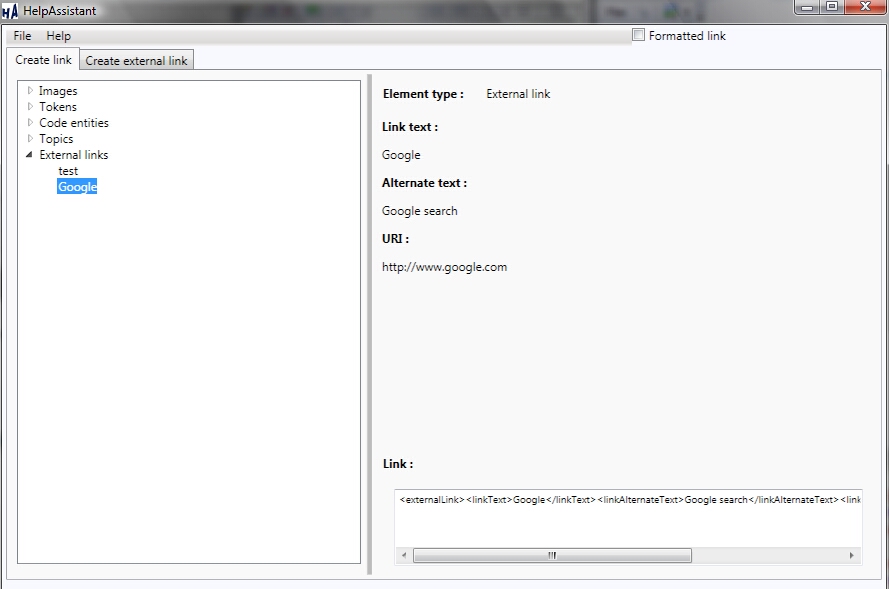 HelpAssistant
File Help
Formatted link
Create link Create external link
Images
Tokens
Code entities
Topics
External links
test
Google
Element type : External link
Link text :
Google
Alternate text :
Google search
URI :
http://www.google.com
Link :
<externalLink><linkText>Google</linkText><linkAlternateText>Google search</linkAlternateText><link